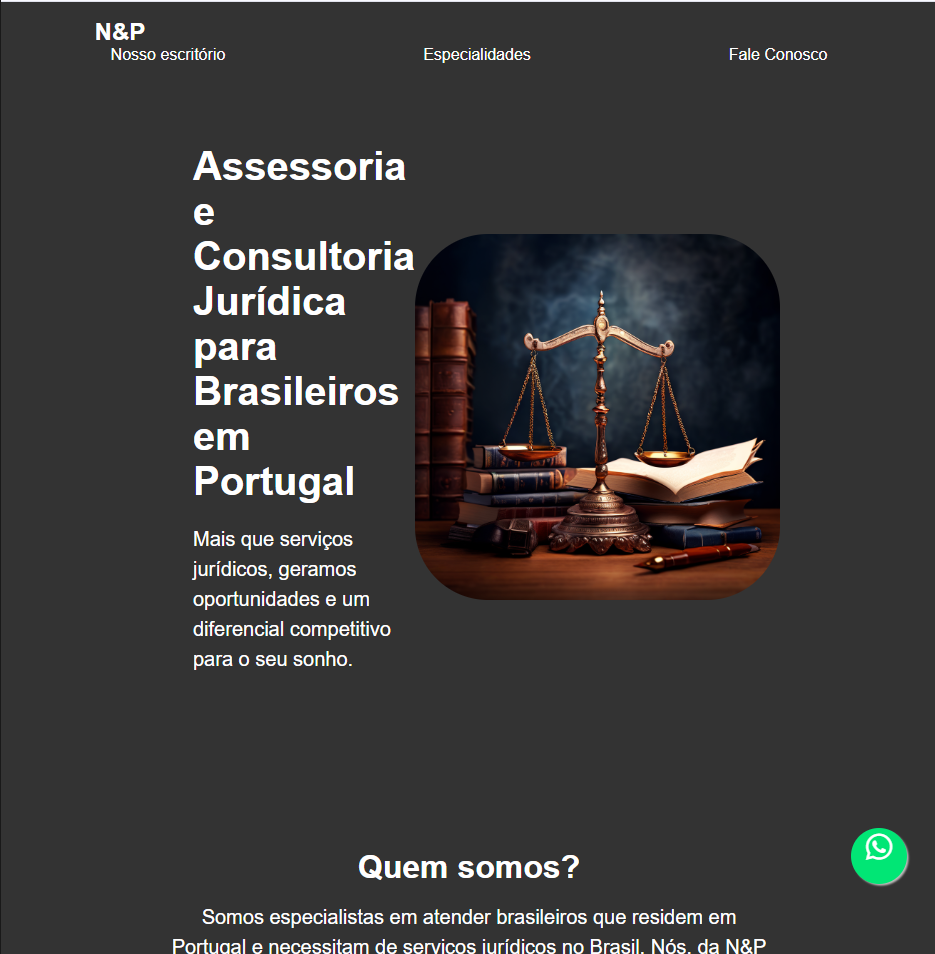 N&P
Nosso escritório
Especialidades
Fale Conosco
Assessoria
e
Consultoria
Jurídica
para
Brasileiros
em
Portugal
Mais que serviços
jurídicos, geramos
oportunidades e um
diferencial competitivo
para o seu sonho.
Quem somos?
Somos especialistas em atender brasileiros que residem em
Portugal e necessitam de serviços jurídicos no Brasil. Nós, da N&P